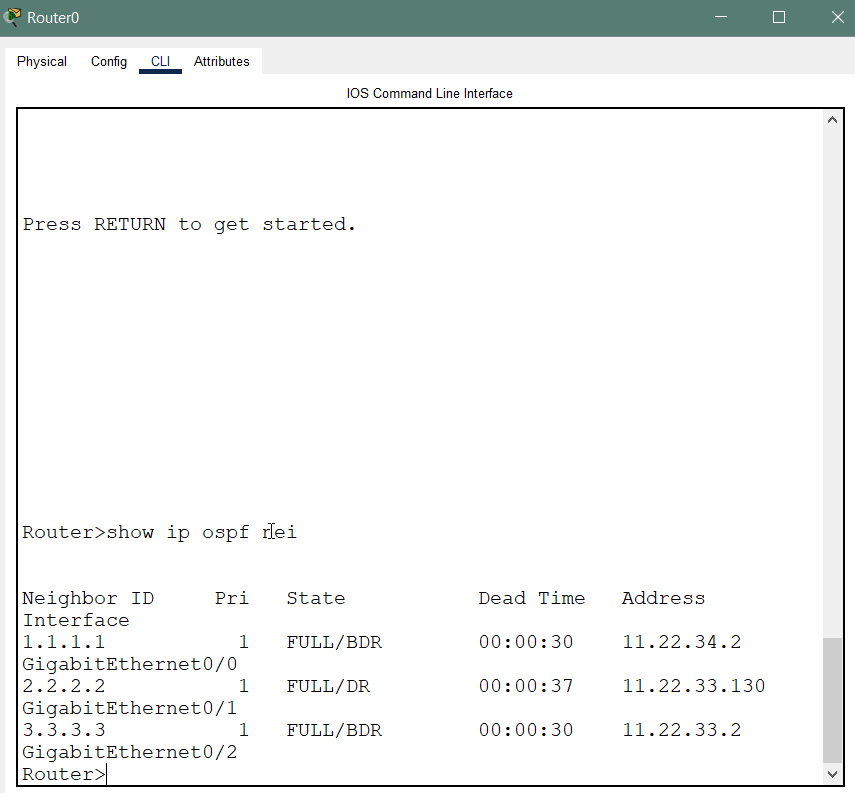 Router0
Physical Config CLI Attributes
IOS Command Line Interface
Press RETURN to get started.
Router>show ip ospf nei
Neighbor ID Pri State Dead Time Address
Interface
1.1.1.1 1 FULL/BDR 00:00:30 11.22.34.2
GigabitEthernet0/0
2.2.2.2 1 FULL/DR 00:00:37 11.22.33.130
GigabitEthernet0/1
3.3.3.3 1 FULL/BDR 00:00:30 11.22.33.2
GigabitEthernet0/2
Router>